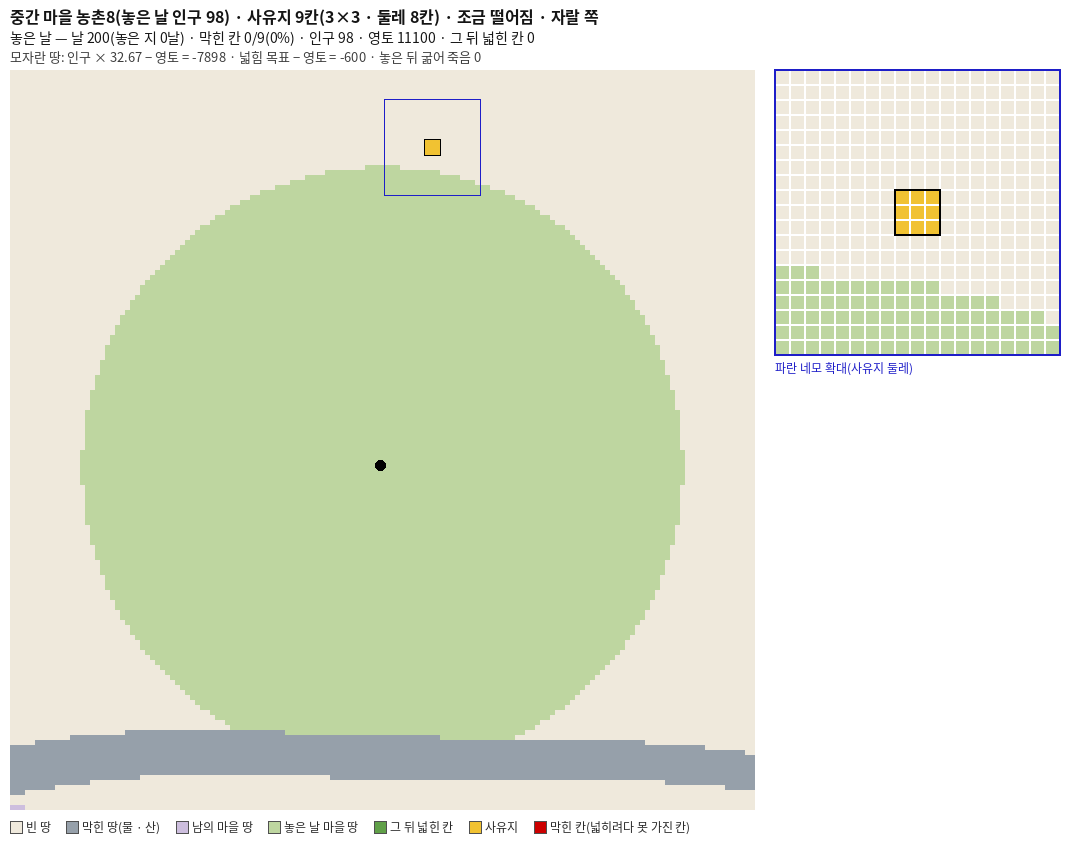 중간 마을 농촌8(놓은 날 인구 98) · 사유지 9칸(3×3 · 둘레 8칸) · 조금 떨어짐 · 자랄 쪽
놓은 날 — 날 200(놓은 지 0날) · 막힌 칸 0/9(0%) · 인구 98 · 영토 11100 · 그 뒤 넓힌 칸 0
모자란 땅: 인구 × 32.67 − 영토 = -7898 · 넓힘 목표 − 영토 = -600 · 놓은 뒤 굶어 죽음 0
파란 네모 확대(사유지 둘레)
빈 땅 막힌 땅(물 · 산) 남의 마을 땅 놓은 날 마을 땅 그 뒤 넓힌 칸 사유지 막힌 칸(넓히려다 못 가진 칸)